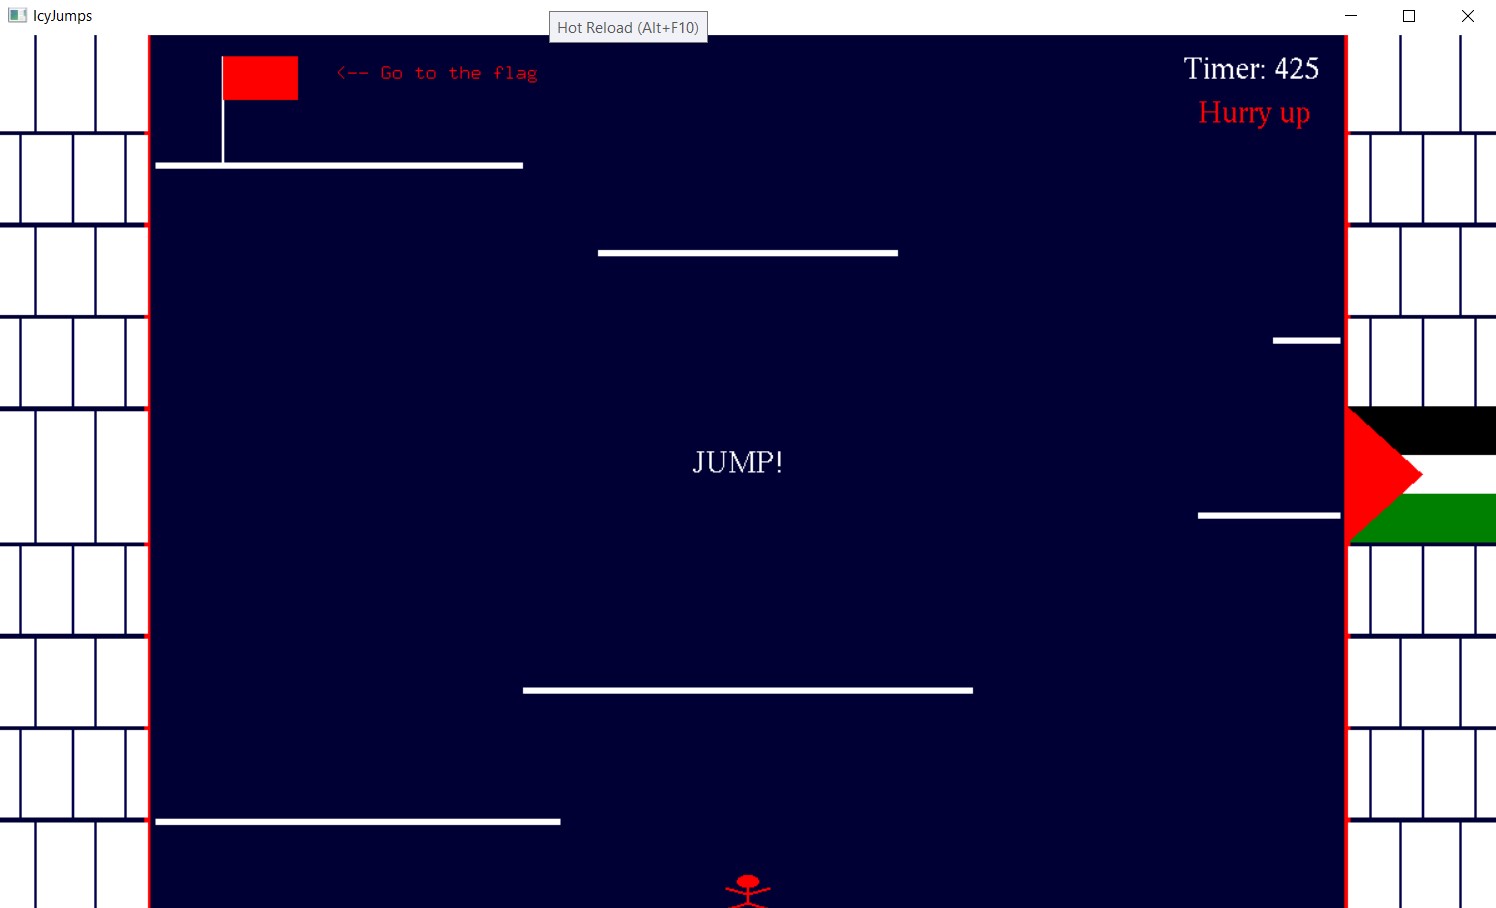 IcyJumps
Hot Reload (Alt+F10)
<-- Go to the flag
Timer: 425
Hurry up
JUMP!